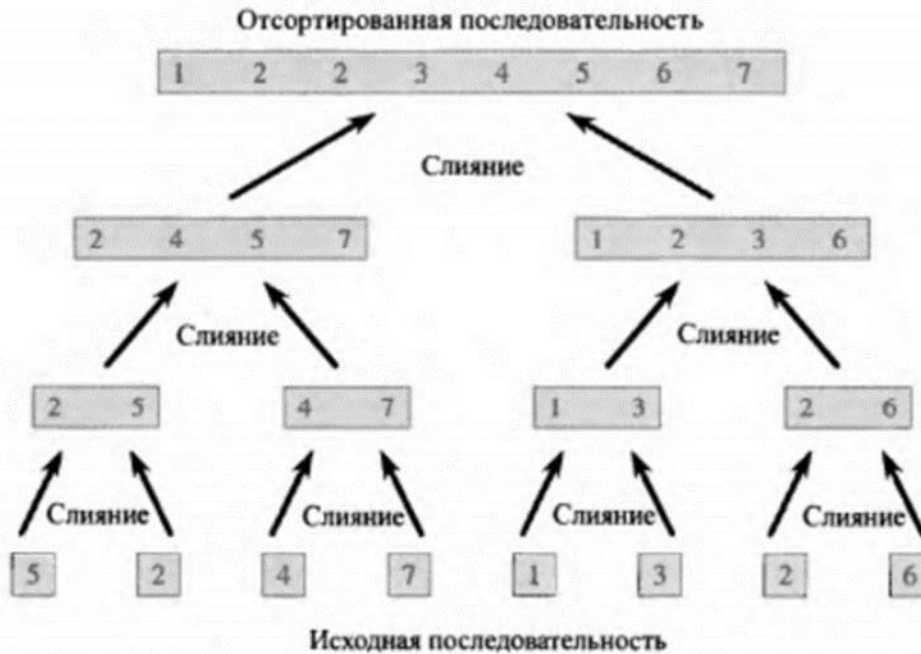 Отсортированная последовательность
1 2 2 3 4 5 6 7
Слияние
2 4 5 7
1 2 3 6
Слияние
Слияние
2 5
4 7
1 3
2 6
Слияние
Слияние
Слияние
Слияние
5
2
4
7
1
3
2
6
Исходная последовательность